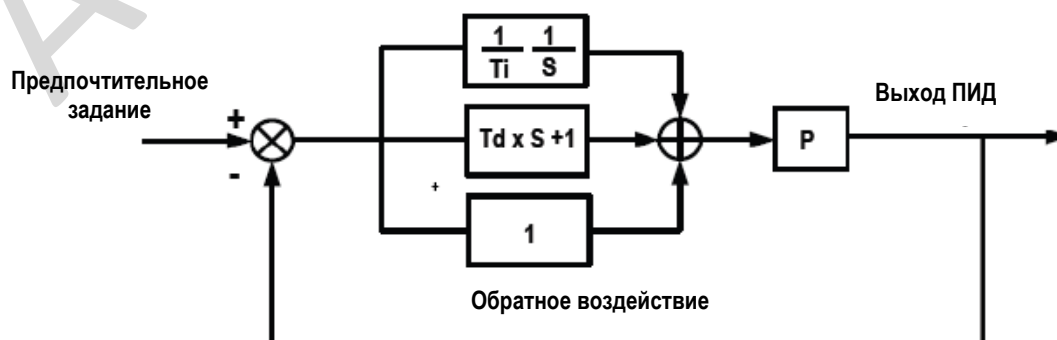 Предпочтительное
задание
+
-
1 1
Ti S
Td x S +1
+
1
P
Выход ПИД
Обратное воздействие